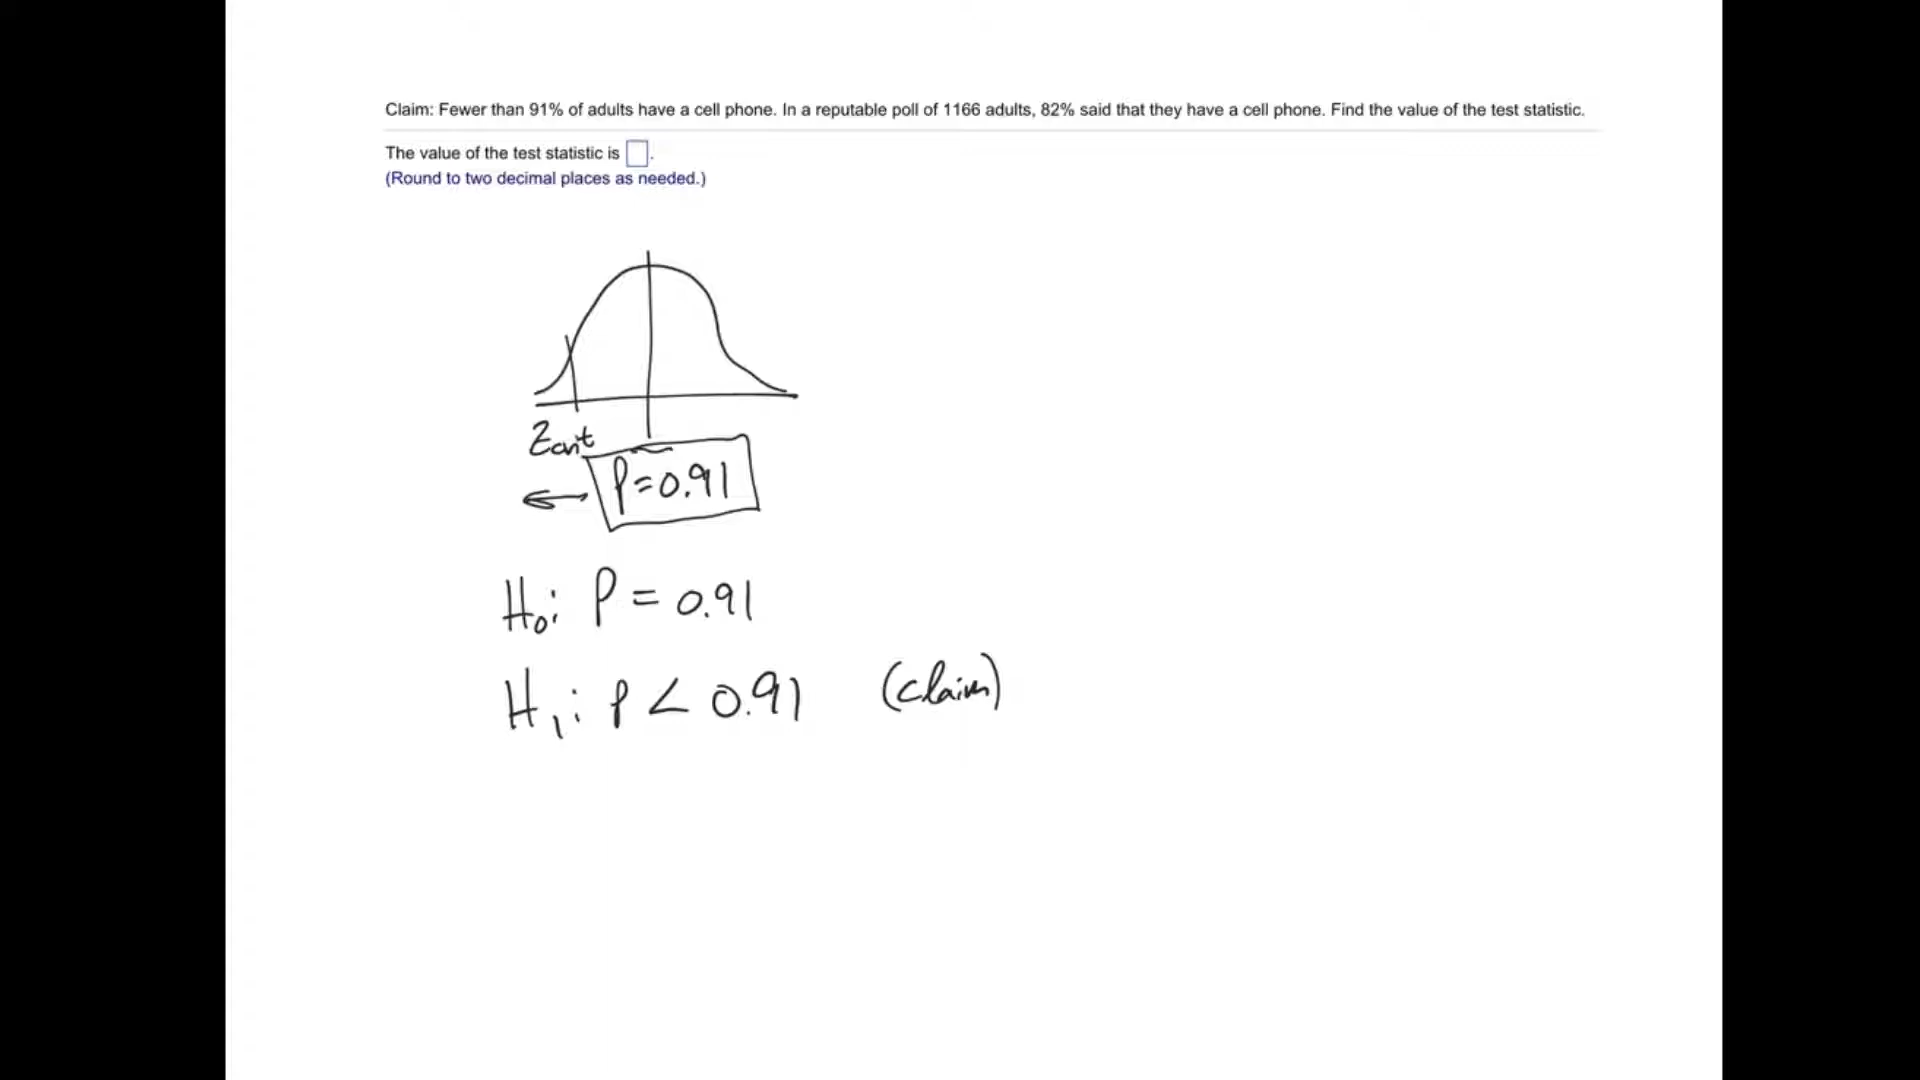 Claim: Fewer than 91% of adults have a cell phone. In a reputable poll of 1166 adults, 82% said that they have a cell phone. Find the value of the test statistic.
The value of the test statistic is .
(Round to two decimal places as needed.)
Zcrit
P=0.91
H₀: P = 0.91
H₁: P < 0.91 (claim)